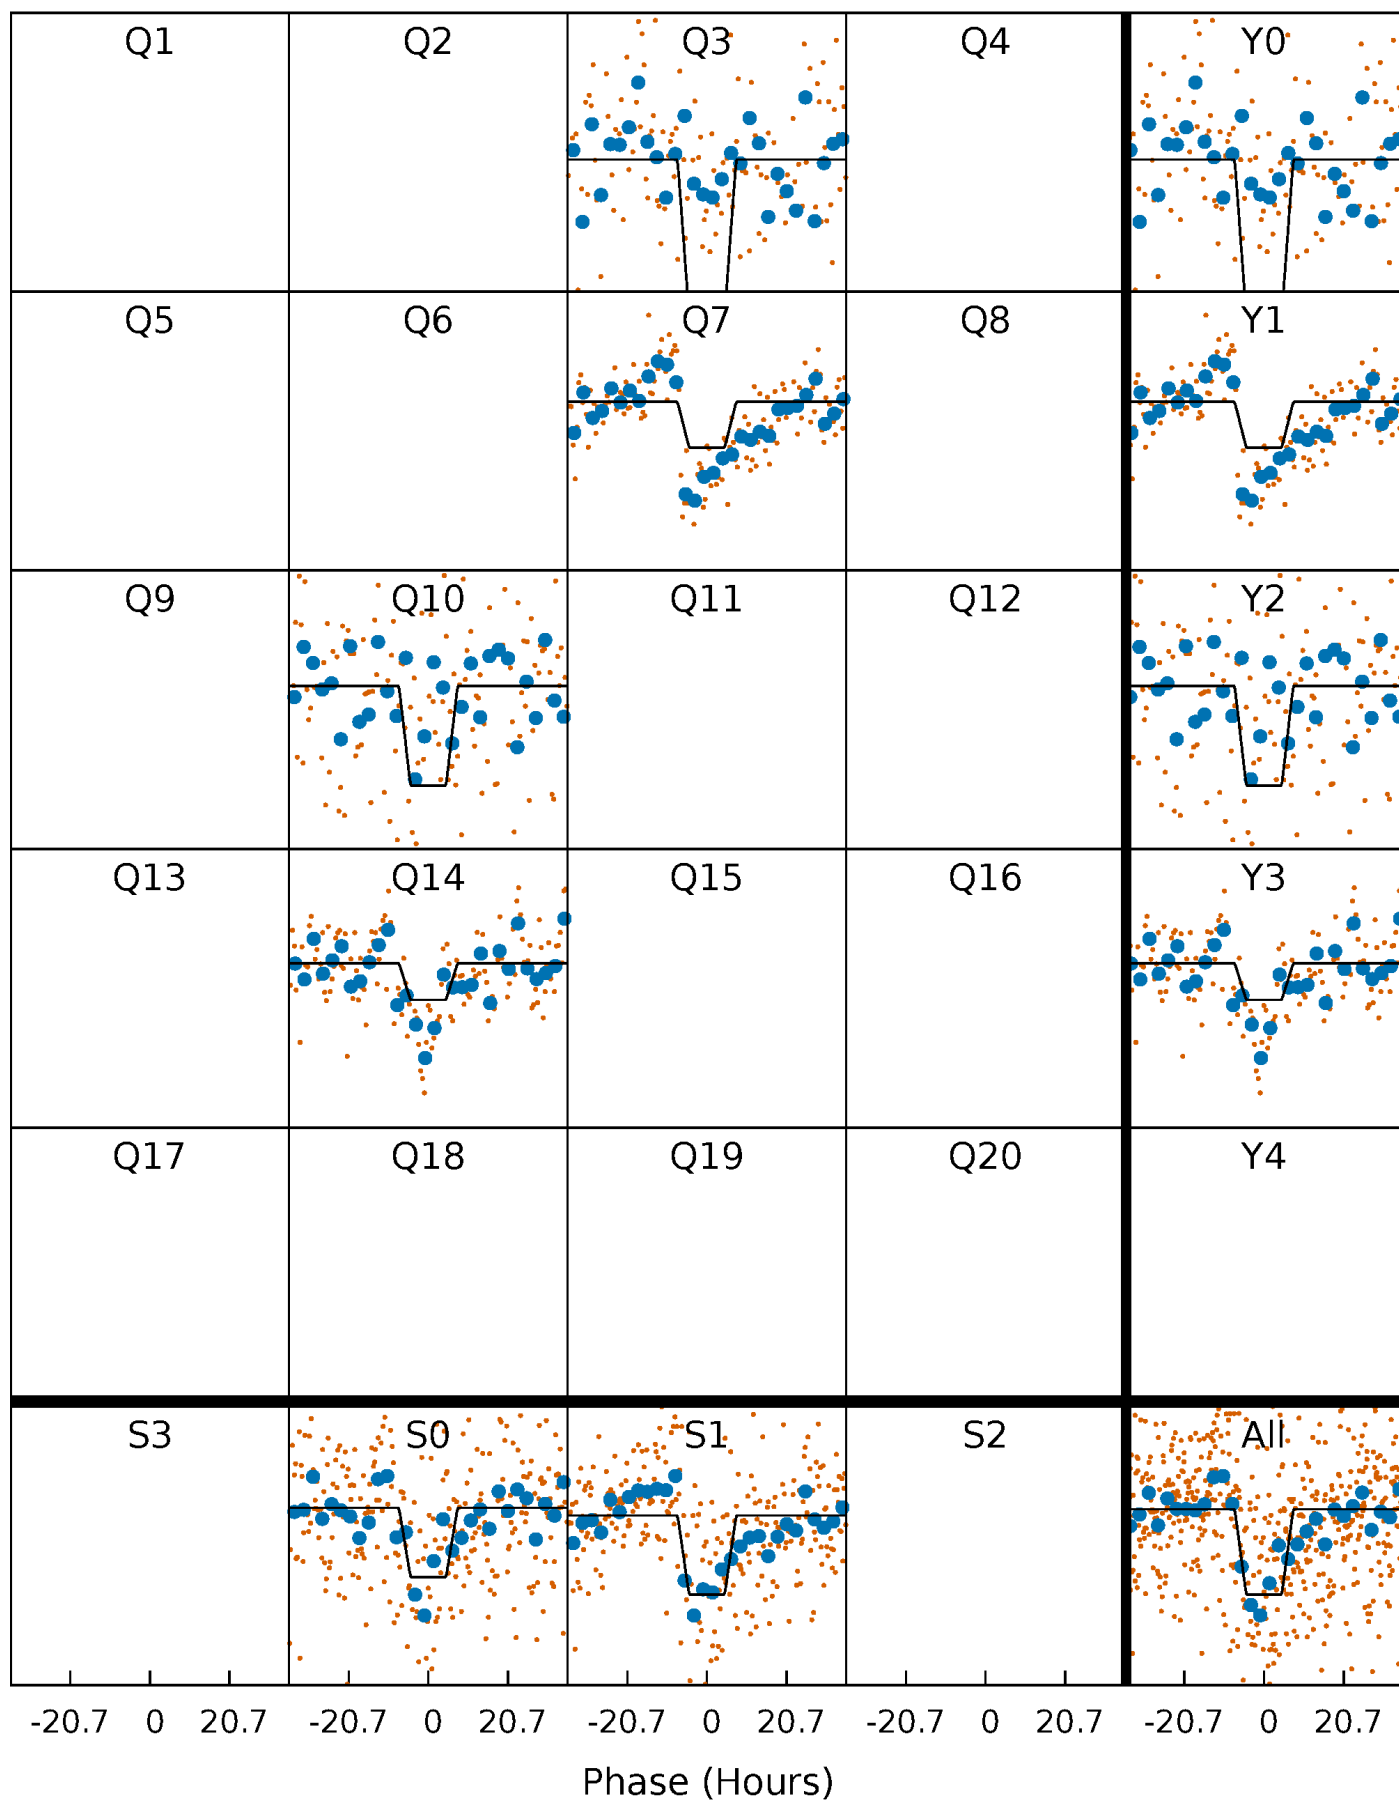 Q1 Q2 Q3 Q4 Y0
Q5 Q6 Q7 Q8 Y1
Q9 Q10 Q11 Q12 Y2
Q13 Q14 Q15 Q16 Y3
Q17 Q18 Q19 Q20 Y4
S3 S0 S1 S2 All
-20.7 0 20.7 -20.7 0 20.7 -20.7 0 20.7 -20.7 0 20.7 -20.7 0 20.7
Phase (Hours)